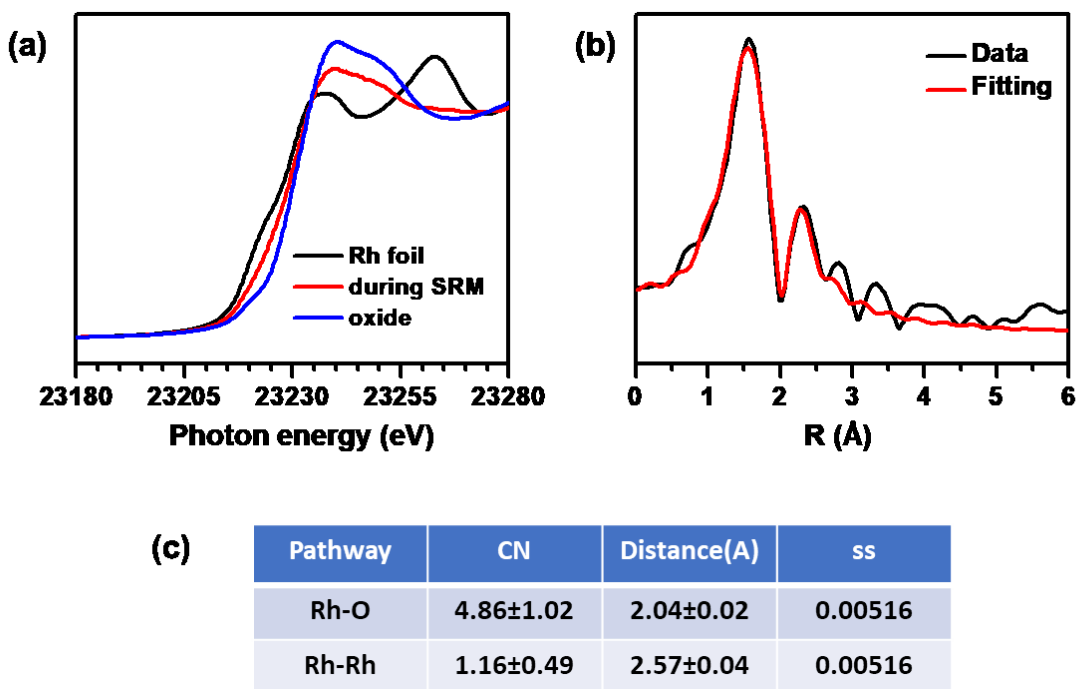 (a)
Rh foil
during SRM
oxide
23180 23205 23230 23255 23280
Photon energy (eV)
(b)
Data
Fitting
0 1 2 3 4 5 6
R (Å)
(c)
Pathway CN Distance(A) ss
Rh-O 4.86±1.02 2.04±0.02 0.00516
Rh-Rh 1.16±0.49 2.57±0.04 0.00516